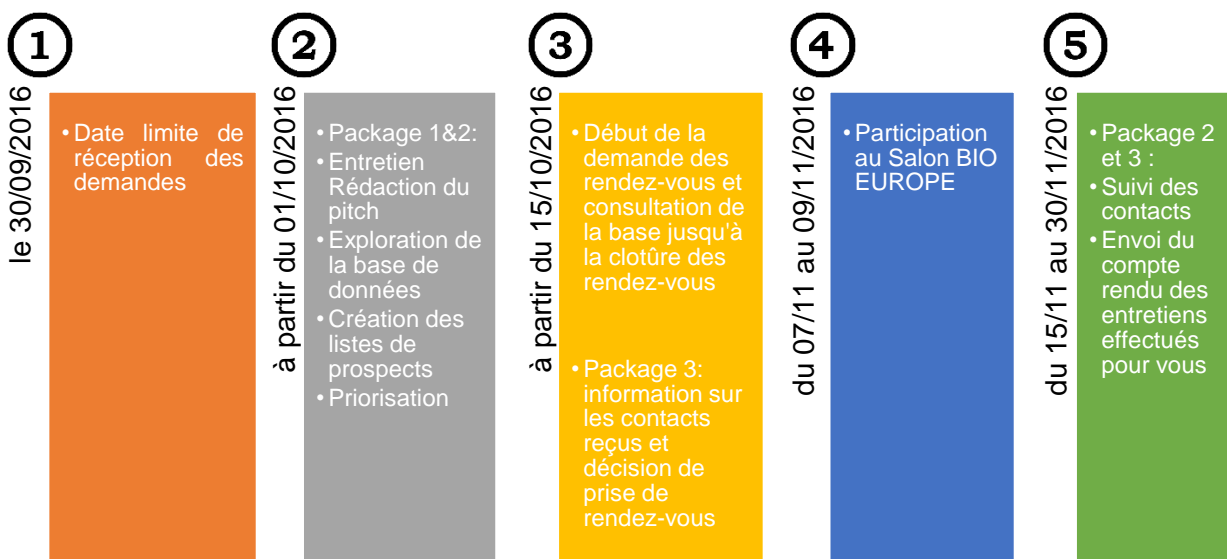 1
le 30/09/2016
• Date limite de
réception des
demandes
2
à partir du 01/10/2016
• Package 1&2:
• Entretien
Rédaction du
pitch
• Exploration de
la base de
données
• Création des
listes de
prospects
• Priorisation
3
à partir du 15/10/2016
• Début de la
demande des
rendez-vous et
consultation de
la base jusqu'à
la clotûre des
rendez-vous
• Package 3:
information sur
les contacts
reçus et
décision de
prise de
rendez-vous
4
du 07/11 au 09/11/2016
• Participation
au Salon BIO
EUROPE
5
du 15/11 au 30/11/2016
• Package 2
et 3 :
• Suivi des
contacts
• Envoi du
compte
rendu des
entretiens
effectués
pour vous